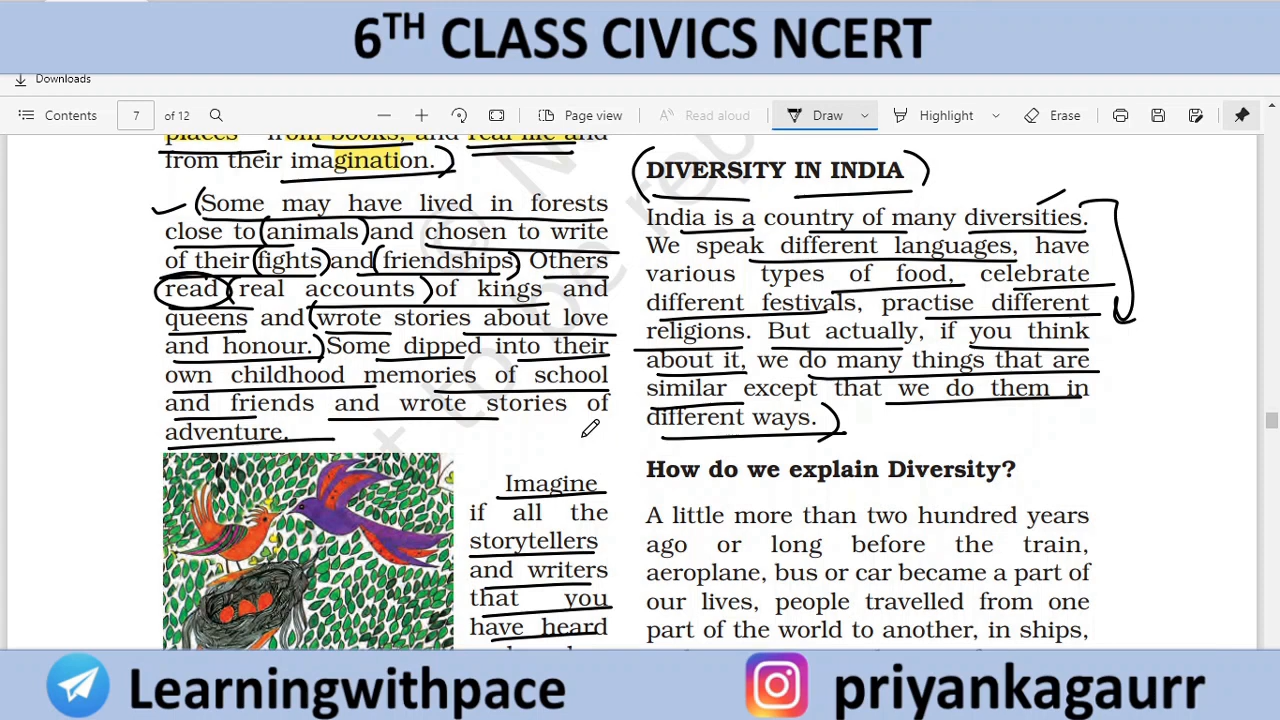 6TH CLASS CIVICS NCERT
Downloads
Contents
7
of 12
Page view
Read aloud
Draw
Highlight
Erase
places from books, and real life and
from their imagination.
Some may have lived in forests
close to animals and chosen to write
of their fights and friendships Others
read real accounts of kings and
queens and wrote stories about love
and honour. Some dipped into their
own childhood memories of school
and friends and wrote stories of
adventure.
Imagine
if all the
storytellers
and writers
that you
have heard
DIVERSITY IN INDIA
India is a country of many diversities.
We speak different languages, have
various types of food, celebrate
different festivals, practise different
religions. But actually, if you think
about it, we do many things that are
similar except that we do them in
different ways.
How do we explain Diversity?
A little more than two hundred years
ago or long before the train,
aeroplane, bus or car became a part of
our lives, people travelled from one
part of the world to another, in ships,
Learningwithpace
priyankagaurr